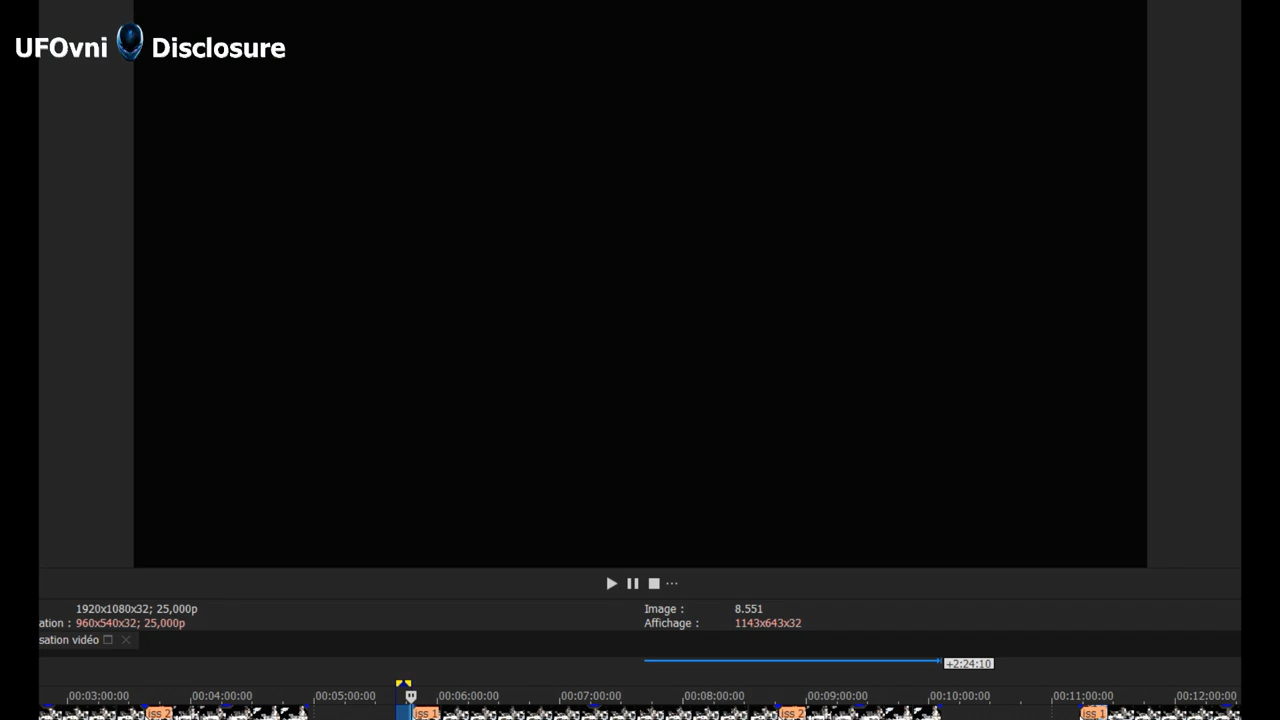 UFOvni Disclosure
1920x1080x32; 25,000p
Image : 8.551
ation : 960x540x32; 25,000p
Affichage : 1143x643x32
sation vidéo
+2:24:10
00:03:00:00 00:04:00:00 00:05:00:00 00:06:00:00 00:07:00:00 00:08:00:00 00:09:00:00 00:10:00:00 00:11:00:00 00:12:00:00
iss 2 iss 1 iss 2 iss 1